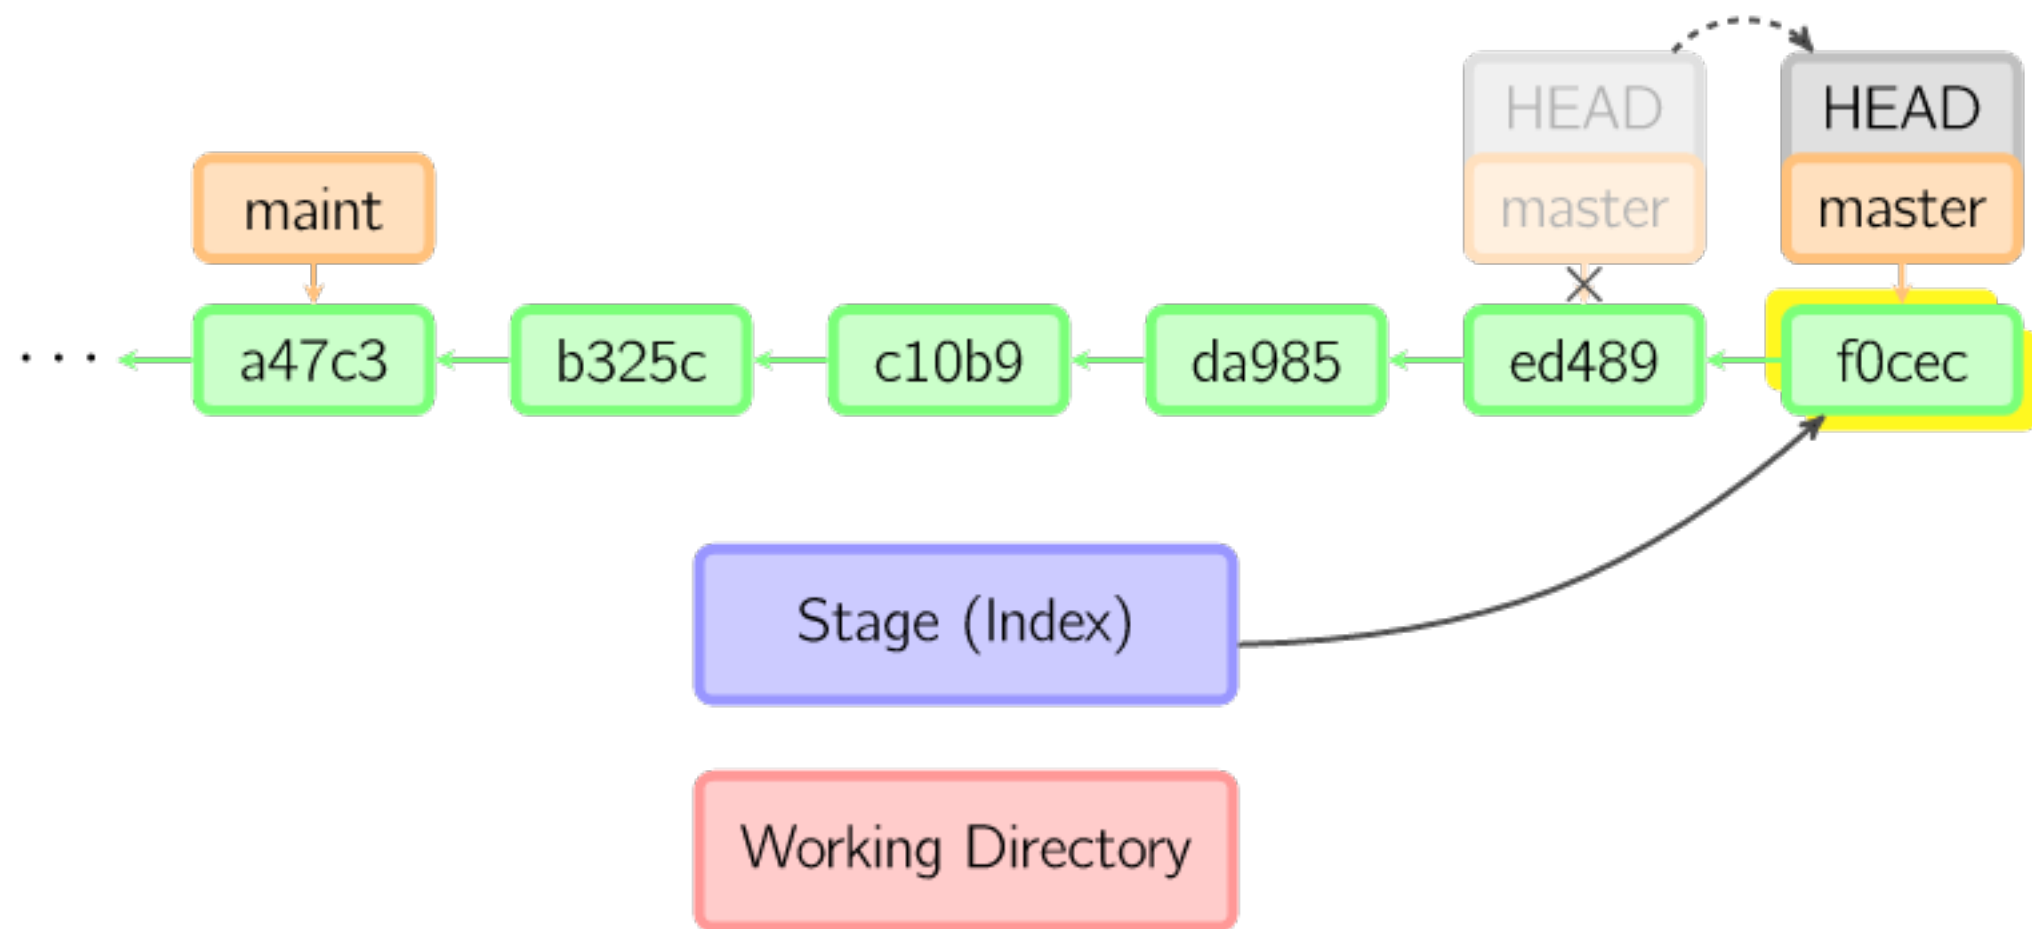 HEAD
HEAD
maint
master
master
...
a47c3
b325c
c10b9
da985
ed489
f0cec
Stage (Index)
Working Directory